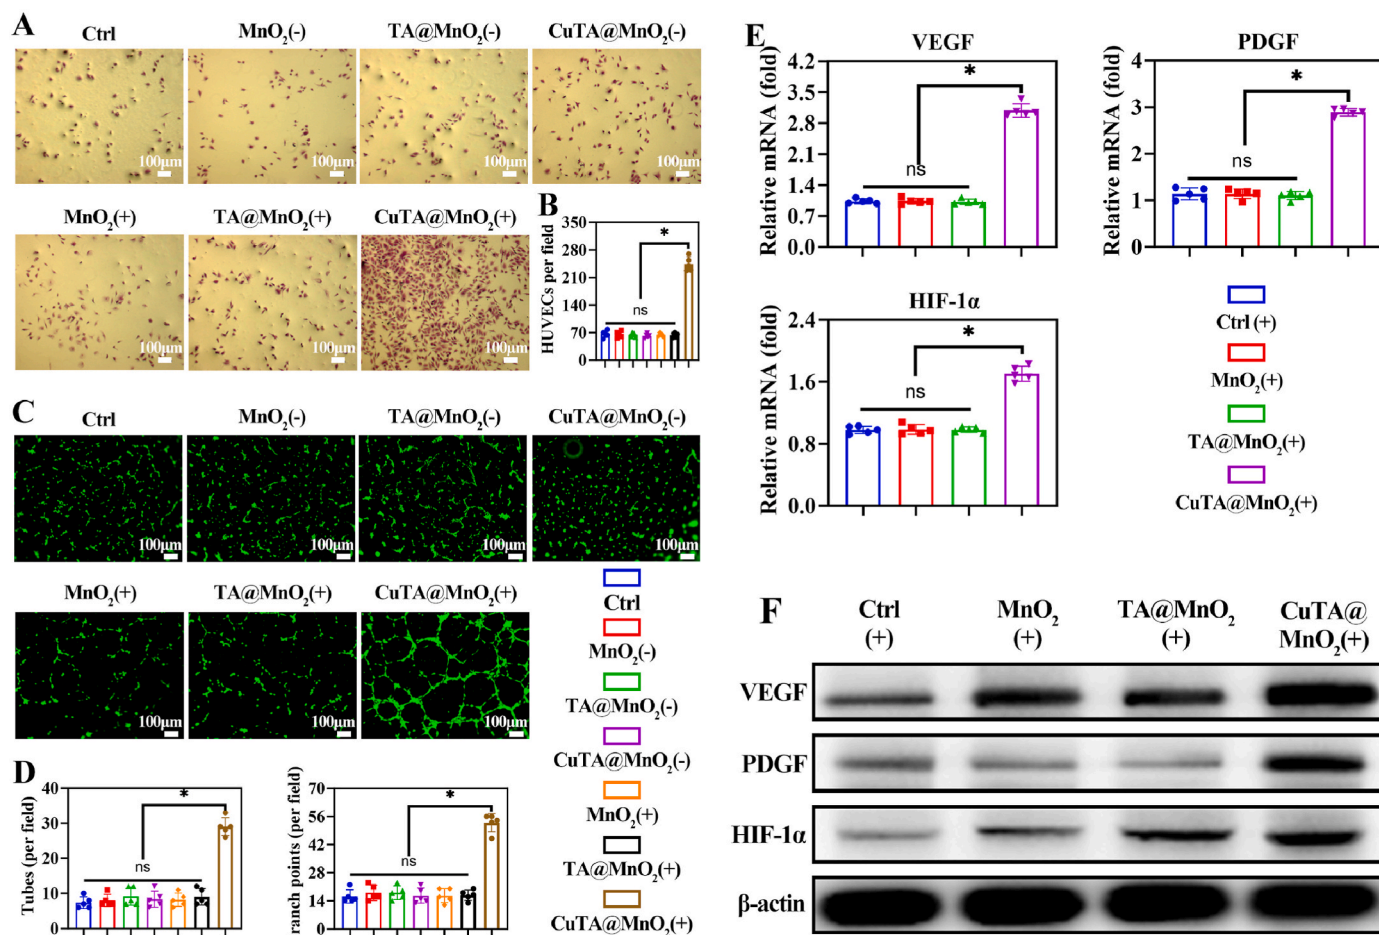 A
Ctrl
MnO2(-)
TA@MnO2(-)
CuTA@MnO2(-)
100μm
100μm
100μm
100μm
MnO2(+)
TA@MnO2(+)
CuTA@MnO2(+)
100μm
100μm
100μm
B
HUVECs per field
350
280
210
140
70
0
ns
*
C
Ctrl
MnO2(-)
TA@MnO2(-)
CuTA@MnO2(-)
100μm
100μm
100μm
100μm
MnO2(+)
TA@MnO2(+)
CuTA@MnO2(+)
100μm
100μm
100μm
Ctrl
MnO2(-)
TA@MnO2(-)
CuTA@MnO2(-)
MnO2(+)
TA@MnO2(+)
CuTA@MnO2(+)
D
Tubes (per field)
40
30
20
10
0
ns
*
ranch points (per field)
70
56
42
28
14
0
ns
*
E
VEGF
Relative mRNA (fold)
4.2
3.5
2.8
2.1
1.4
0.7
0.0
ns
*
PDGF
Relative mRNA (fold)
4
3
2
1
0
ns
*
HIF-1α
Relative mRNA (fold)
2.4
1.6
0.8
0.0
ns
*
Ctrl (+)
MnO2(+)
TA@MnO2(+)
CuTA@MnO2(+)
F
Ctrl
(+)
MnO2
(+)
TA@MnO2
(+)
CuTA@
MnO2(+)
VEGF
PDGF
HIF-1α
β-actin